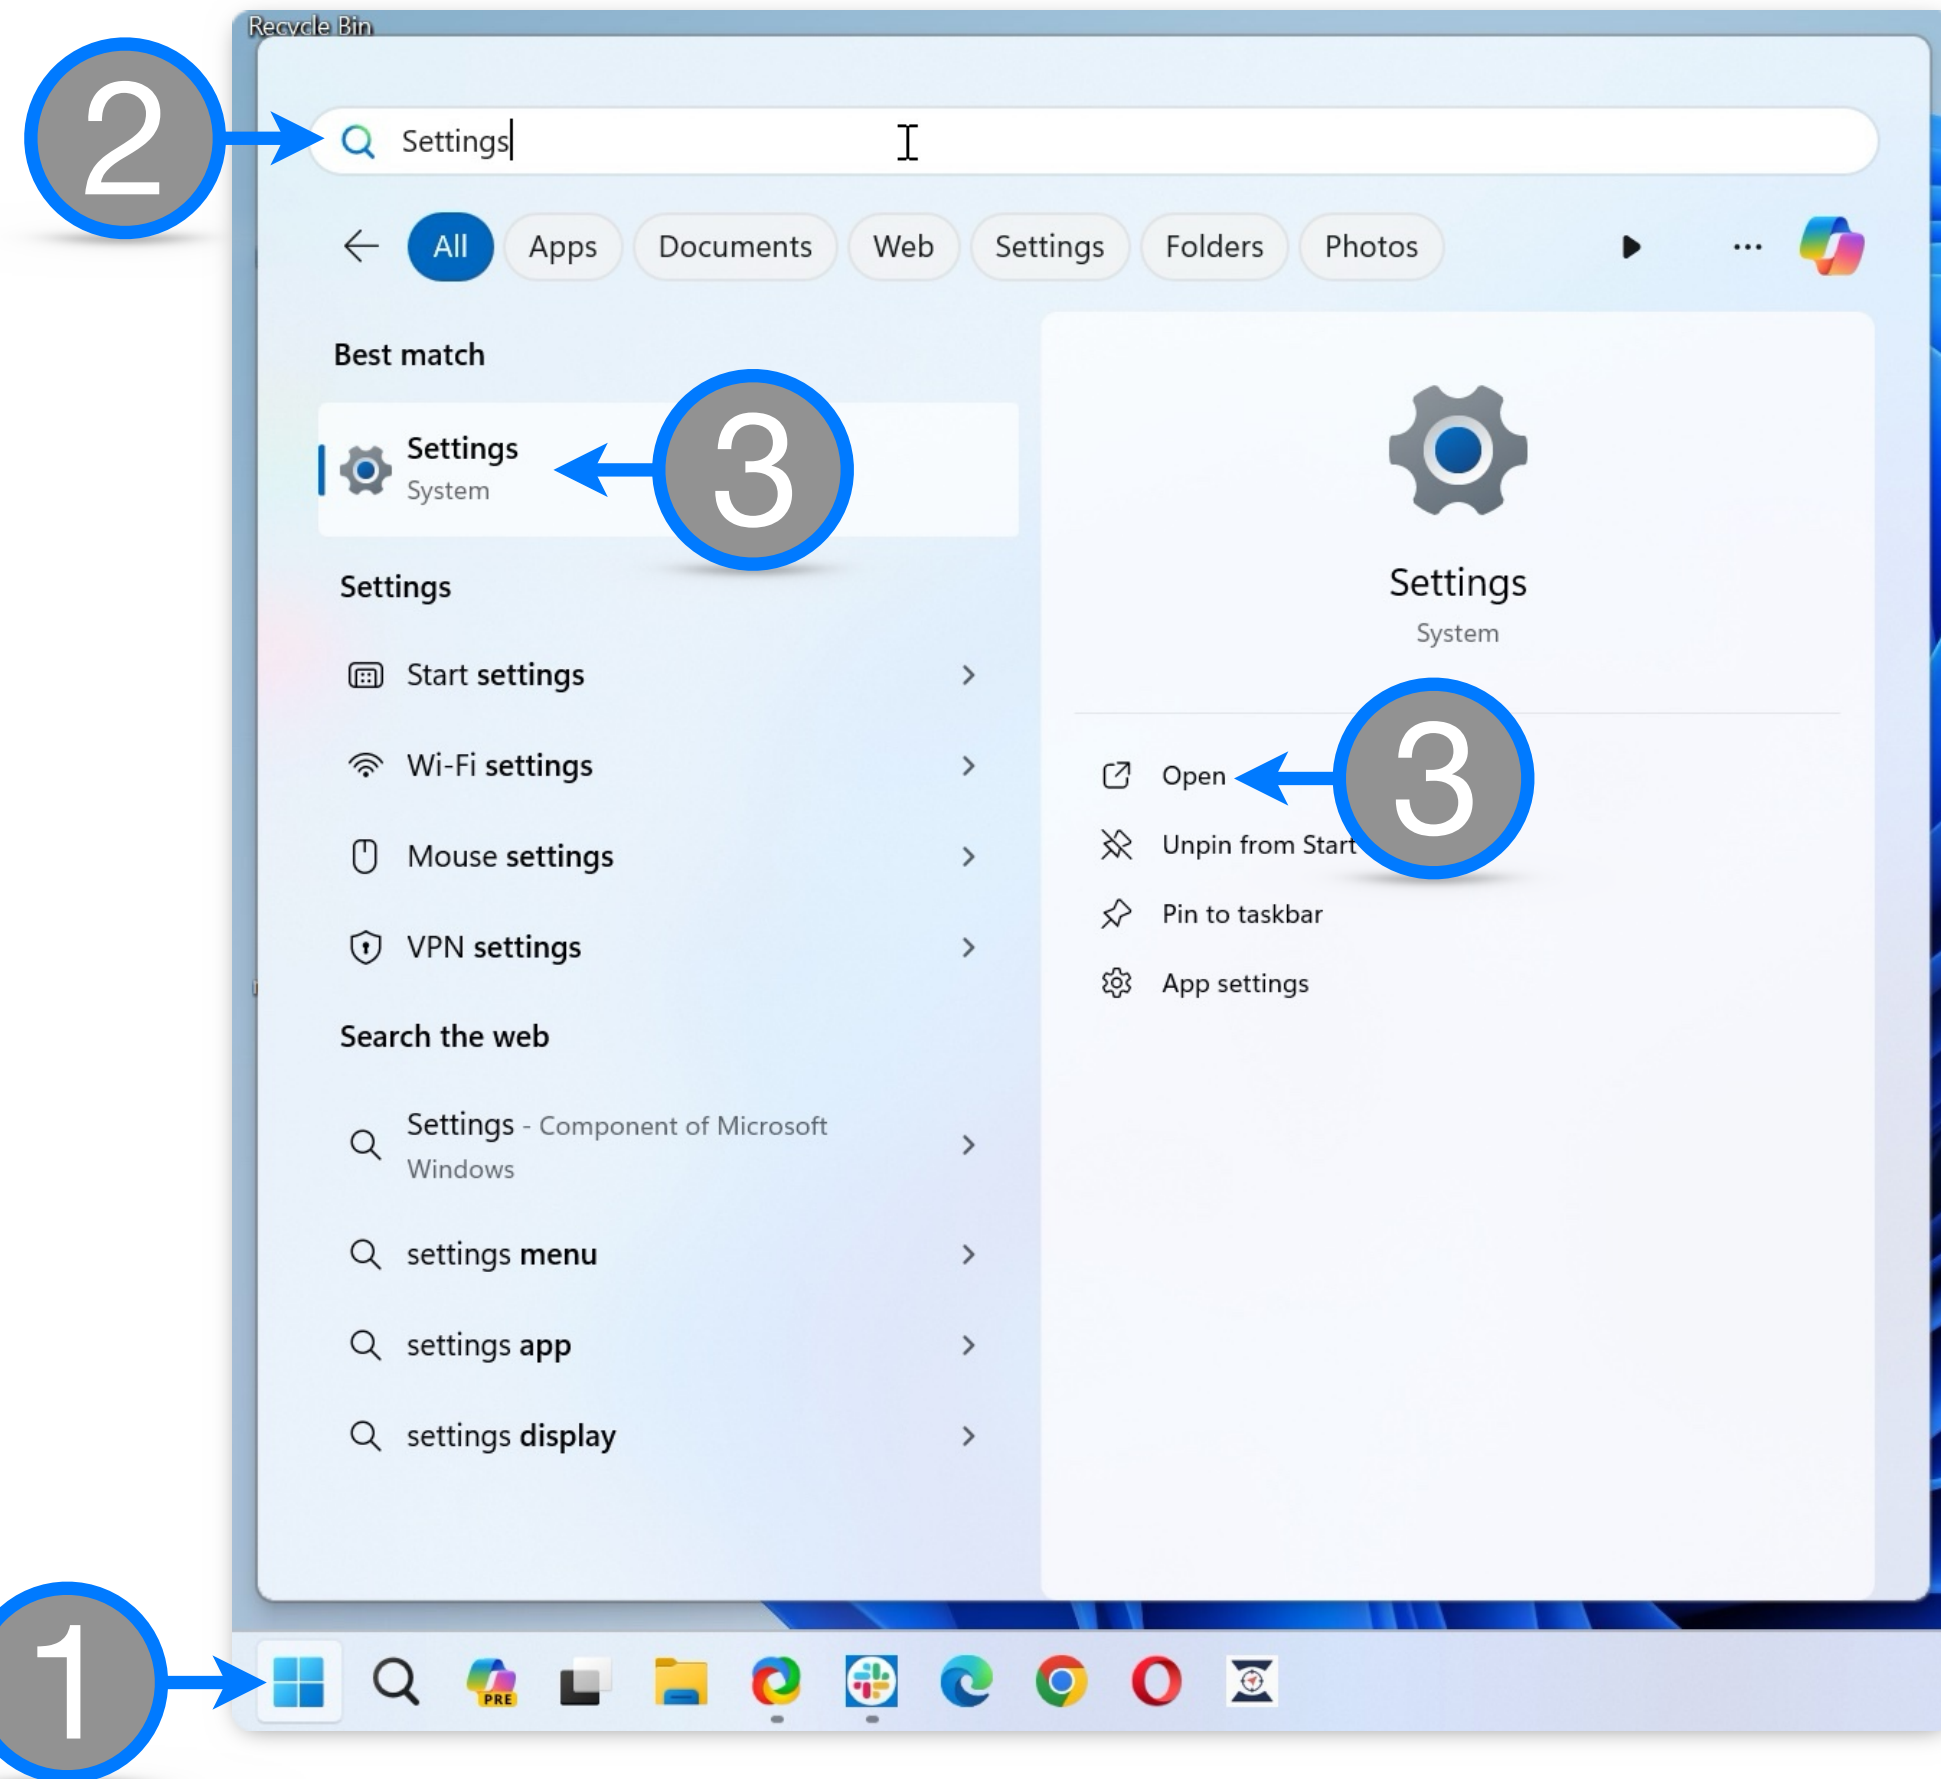 Recycle Bin
2
Settings
All Apps Documents Web Settings Folders Photos
Best match
Settings
System
3
Settings
Start settings
Wi-Fi settings
Mouse settings
VPN settings
Search the web
Settings - Component of Microsoft
Windows
settings menu
settings app
settings display
Settings
System
Open
3
Unpin from Start
Pin to taskbar
App settings
1
PRE